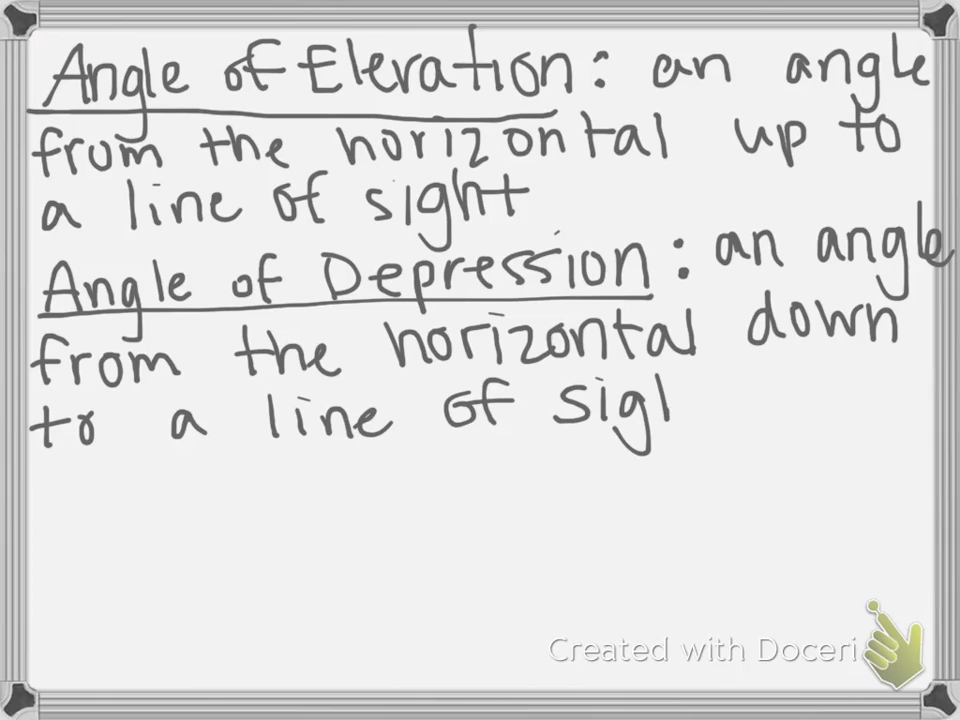 Angle of Elevation: an angle
from the horizontal up to
a line of sight
Angle of Depression: an angle
from the horizontal down
to a line of sigl
Created with Doceri